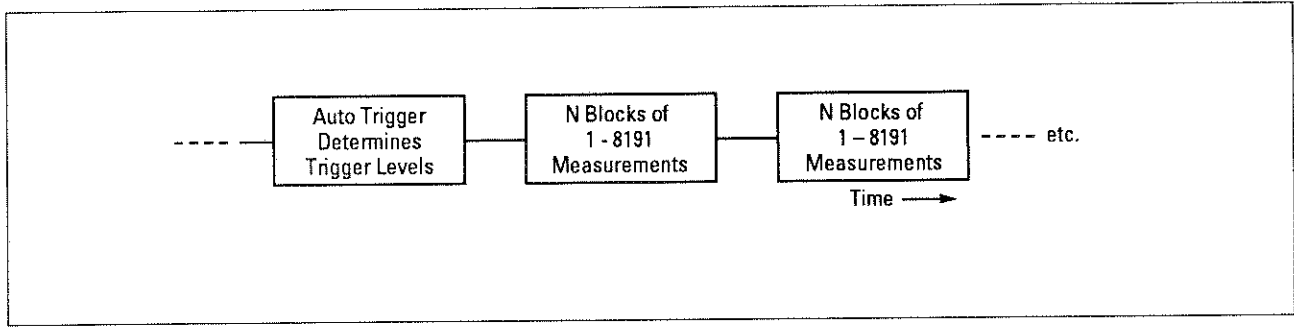 Auto Trigger
Determines
Trigger Levels
N Blocks of
1 - 8191
Measurements
N Blocks of
1 – 8191
Measurements
etc.
Time